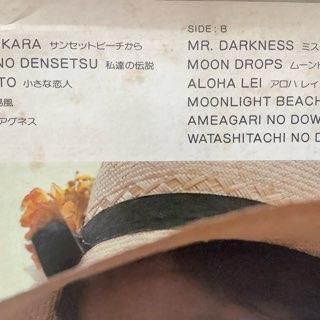 KARA サンセットビーチから
NO DENSETSU 私達の伝説
TO 小さな恋人
風
アグネス
SIDE: B
MR. DARKNESS ミス
MOON DROPS ムーン
ALOHA LEI アロハ レイ
MOONLIGHT BEACH
AMEAGARI NO DOW
WATASHITACHI NO D